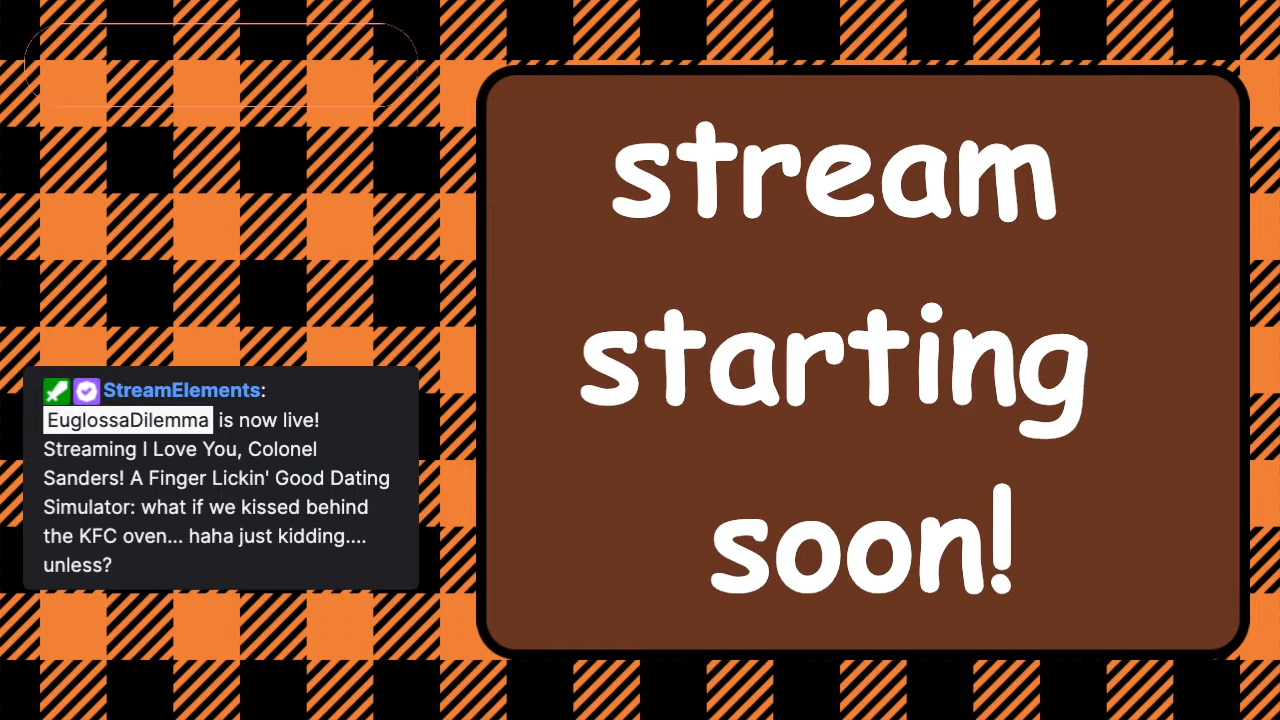 StreamElements:
EuglossaDilemma is now live!
Streaming I Love You, Colonel
Sanders! A Finger Lickin' Good Dating
Simulator: what if we kissed behind
the KFC oven... haha just kidding....
unless?
stream
starting
soon!